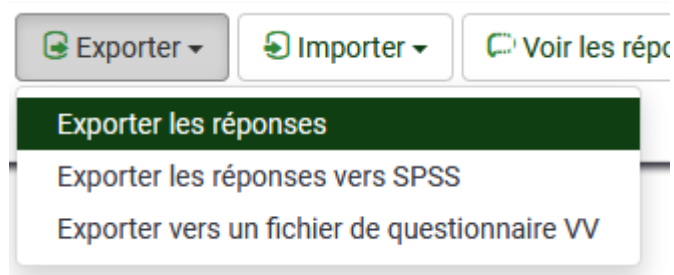 Exporter Importer Voir les
Exporter les réponses
Exporter les réponses vers SPSS
Exporter vers un fichier de questionnaire VV